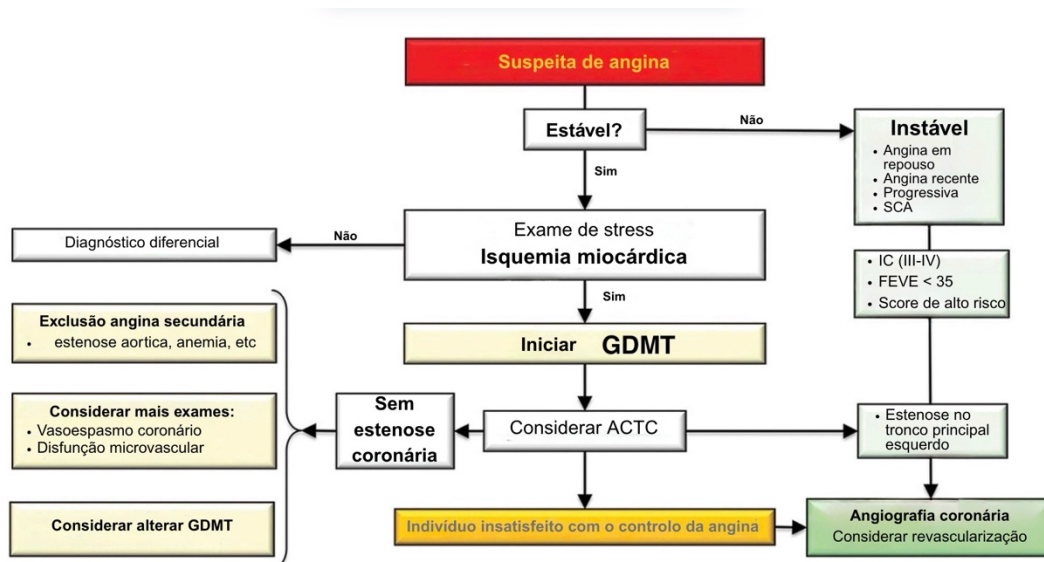 Suspeita de angina
Estável?
Não
Instável
• Angina em
repouso
• Angina recente
• Progressiva
• SCA
Sim
Exame de stress
Isquemia miocárdica
Não
Diagnóstico diferencial
• IC (III-IV)
• FEVE < 35
• Score de alto risco
Sim
Exclusão angina secundária
• estenose aortica, anemia, etc
Iniciar GDMT
Considerar mais exames:
• Vasoespasmo coronário
• Disfunção microvascular
Sem
estenose
coronária
Considerar ACTC
• Estenose no
tronco principal
esquerdo
Considerar alterar GDMT
Indivíduo insatisfeito com o controlo da angina
Angiografia coronária
Considerar revascularização